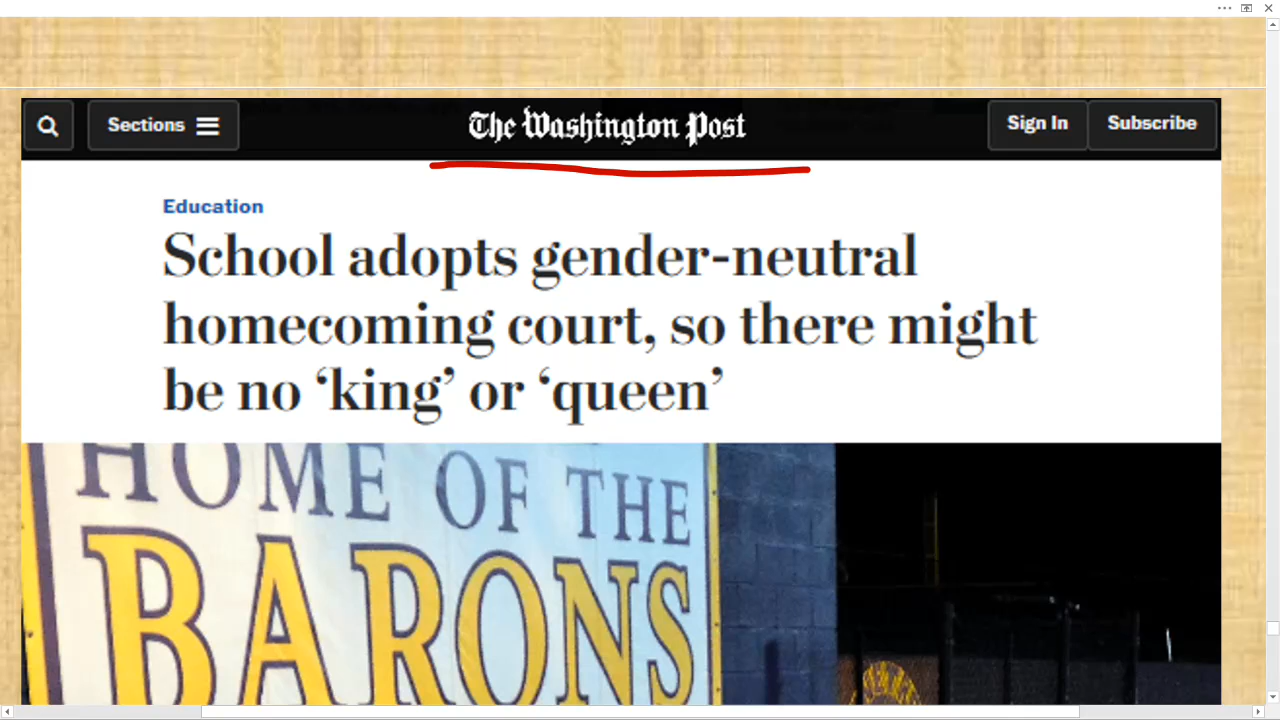 Sections
The Washington Post
Sign In
Subscribe
Education
School adopts gender-neutral
homecoming court, so there might
be no ‘king’ or ‘queen’
HOME OF THE
BARONS